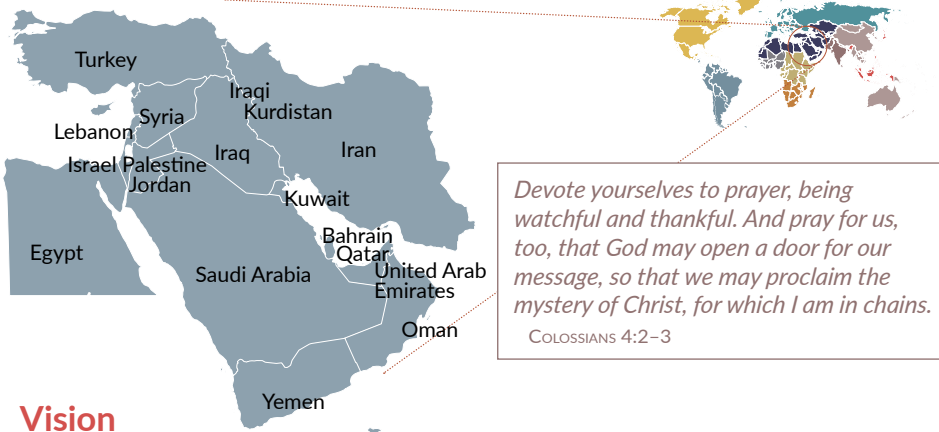 Turkey
Iraqi
Kurdistan
Syria
Lebanon
Iraq
Iran
Israel Palestine
Jordan
Kuwait
Bahrain
Qatar
Egypt
Saudi Arabia
United Arab
Emirates
Oman
Yemen
Devote yourselves to prayer, being
watchful and thankful. And pray for us,
too, that God may open a door for our
message, so that we may proclaim the
mystery of Christ, for which I am in chains.
Colossians 4:2–3
Vision